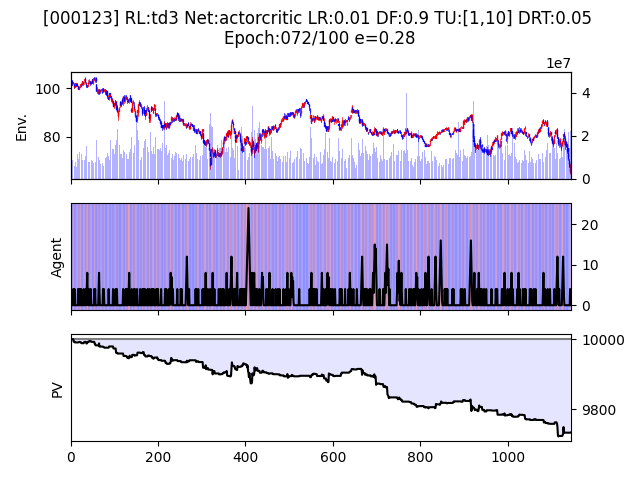 [000123] RL:td3 Net:actorcritic LR:0.01 DF:0.9 TU:[1,10] DRT:0.05
Epoch:072/100 e=0.28
1e7
100
80
Env.
4
2
0
Agent
20
10
0
PV
10000
9800
0
200
400
600
800
1000